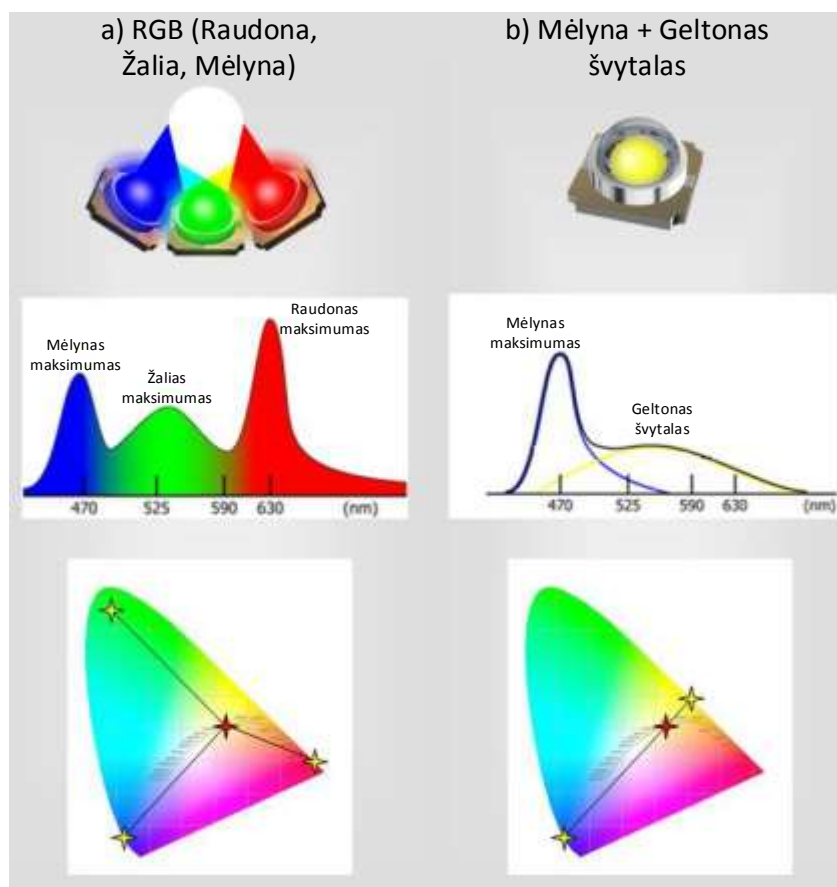 a) RGB (Raudona,
Žalia, Mėlyna)
b) Mėlyna + Geltonas
švytalas
Mėlynas
maksimumas
Žalias
maksimumas
Raudonas
maksimumas
470 525 590 630 (nm)
Mėlynas
maksimumas
Geltonas
švytalas
470 525 590 630 (nm)